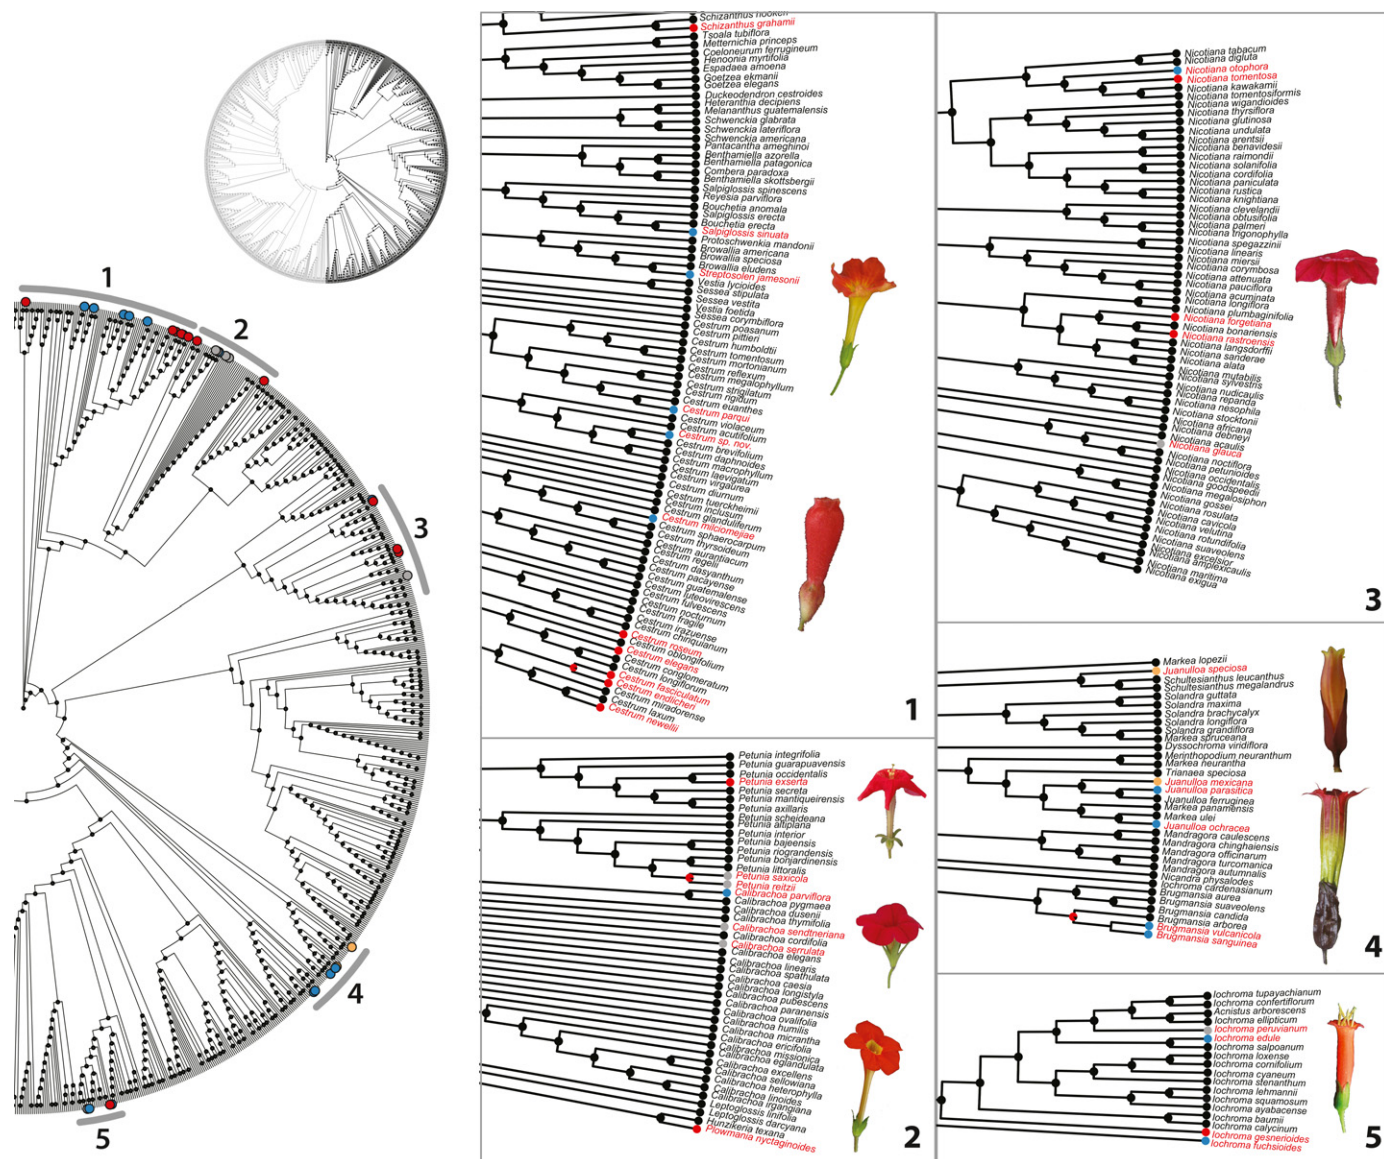 1
2
3
4
5
Schizanthus hookeri
Schizanthus grahamii
Tsoala tubiflora
Metternichia princeps
Coeloneurum ferrugineum
Henoonia myrtifolia
Espadaea amoena
Goetzea ekmanii
Goetzea elegans
Duckeodendron cestroides
Heteranthia decipiens
Melananthus guatemalensis
Schwenckia glabrata
Schwenckia lateriflora
Schwenckia americana
Pantacantha ameghinoi
Benthamiella azorella
Benthamiella patagonica
Combera paradoxa
Benthamiella skottsbergii
Salpiglossis spinescens
Reyesia parviflora
Bouchetia anomala
Salpiglossis erecta
Bouchetia erecta
Salpiglossis sinuata
Protoschwenkia mandonii
Browallia americana
Browallia speciosa
Browallia eludens
Streptosolen jamesonii
Vestia lycioides
Sessea stipulata
Sessea vestita
Vestia foetida
Sessea corymbiflora
Cestrum poasanum
Cestrum pittieri
Cestrum humboldtii
Cestrum tomentosum
Cestrum mortonianum
Cestrum reflexum
Cestrum megalophyllum
Cestrum strigilatum
Cestrum rigidum
Cestrum euanthes
Cestrum parqui
Cestrum violaceum
Cestrum acutifolium
Cestrum sp. nov.
Cestrum brevifolium
Cestrum daphnoides
Cestrum macrophyllum
Cestrum laevigatum
Cestrum virgaurea
Cestrum diurnum
Cestrum tuerckheimii
Cestrum inclusum
Cestrum glanduliferum
Cestrum milciomejiae
Cestrum sphaerocarpum
Cestrum thyrsoideum
Cestrum aurantiacum
Cestrum regelii
Cestrum dasyanthum
Cestrum pacayense
Cestrum guatemalense
Cestrum luteovirescens
Cestrum fulvescens
Cestrum nocturnum
Cestrum fragile
Cestrum irazuense
Cestrum chiriquianum
Cestrum roseum
Cestrum oblongifolium
Cestrum elegans
Cestrum conglomeratum
Cestrum longiflorum
Cestrum fasciculatum
Cestrum endlicheri
Cestrum miradorense
Cestrum laxum
Cestrum newellii
1
Petunia integrifolia
Petunia guarapuavensis
Petunia occidentalis
Petunia exserta
Petunia secreta
Petunia mantiqueirensis
Petunia axillaris
Petunia scheideana
Petunia altiplana
Petunia interior
Petunia bajeensis
Petunia riograndensis
Petunia bonjardinensis
Petunia littoralis
Petunia saxicola
Petunia reitzii
Calibrachoa parviflora
Calibrachoa pygmaea
Calibrachoa dusenii
Calibrachoa thymifolia
Calibrachoa sendtneriana
Calibrachoa cordifolia
Calibrachoa serrulata
Calibrachoa elegans
Calibrachoa linearis
Calibrachoa spathulata
Calibrachoa caesia
Calibrachoa longistyla
Calibrachoa pubescens
Calibrachoa paranensis
Calibrachoa ovalifolia
Calibrachoa humilis
Calibrachoa micrantha
Calibrachoa ericifolia
Calibrachoa missionica
Calibrachoa eglandulata
Calibrachoa excellens
Calibrachoa sellowiana
Calibrachoa heterophylla
Calibrachoa linoides
Calibrachoa irgangiana
Leptoglossis linifolia
Leptoglossis darcyana
Hunzikeria texana
Plowmania nyctaginoides
2
Nicotiana tabacum
Nicotiana digluta
Nicotiana otophora
Nicotiana tomentosa
Nicotiana kawakamii
Nicotiana tomentosiformis
Nicotiana wigandioides
Nicotiana thyrsiflora
Nicotiana glutinosa
Nicotiana undulata
Nicotiana arentsii
Nicotiana benavidesii
Nicotiana raimondii
Nicotiana solanifolia
Nicotiana cordifolia
Nicotiana paniculata
Nicotiana rustica
Nicotiana knightiana
Nicotiana clevelandii
Nicotiana obtusifolia
Nicotiana palmeri
Nicotiana trigonophylla
Nicotiana spegazzinii
Nicotiana linearis
Nicotiana miersii
Nicotiana corymbosa
Nicotiana attenuata
Nicotiana pauciflora
Nicotiana acuminata
Nicotiana longiflora
Nicotiana plumbaginifolia
Nicotiana forgetiana
Nicotiana bonariensis
Nicotiana rastroensis
Nicotiana langsdorffii
Nicotiana sanderae
Nicotiana alata
Nicotiana mutabilis
Nicotiana sylvestris
Nicotiana nudicaulis
Nicotiana repanda
Nicotiana nesophila
Nicotiana stocktonii
Nicotiana africana
Nicotiana debneyi
Nicotiana acaulis
Nicotiana glauca
Nicotiana noctiflora
Nicotiana petunioides
Nicotiana occidentalis
Nicotiana goodspeedii
Nicotiana megalosiphon
Nicotiana gossei
Nicotiana rosulata
Nicotiana cavicola
Nicotiana velutina
Nicotiana rotundifolia
Nicotiana suaveolens
Nicotiana excelsior
Nicotiana amplexicaulis
Nicotiana maritima
Nicotiana exigua
3
Markea lopezii
Juanulloa speciosa
Schultesianthus leucanthus
Schultesianthus megalandrus
Solandra guttata
Solandra maxima
Solandra brachycalyx
Solandra longiflora
Solandra grandiflora
Markea spruceana
Dyssochroma viridiflora
Merinthopodium neuranthum
Markea neurantha
Trianaea speciosa
Juanulloa mexicana
Juanulloa parasitica
Juanulloa ferruginea
Markea panamensis
Markea ulei
Juanulloa ochracea
Mandragora caulescens
Mandragora chinghaiensis
Mandragora officinarum
Mandragora turcomanica
Mandragora autumnalis
Nicandra physalodes
Iochroma cardenasianum
Brugmansia aurea
Brugmansia suaveolens
Brugmansia candida
Brugmansia arborea
Brugmansia vulcanicola
Brugmansia sanguinea
4
Iochroma tupayachianum
Iochroma confertiflorum
Acnistus arborescens
Iochroma ellipticum
Iochroma peruvianum
Iochroma edule
Iochroma salpoanum
Iochroma loxense
Iochroma cornifolium
Iochroma cyaneum
Iochroma stenanthum
Iochroma lehmannii
Iochroma squamosum
Iochroma ayabacense
Iochroma baumii
Iochroma calycinum
Iochroma gesnerioides
Iochroma fuchsioides
5